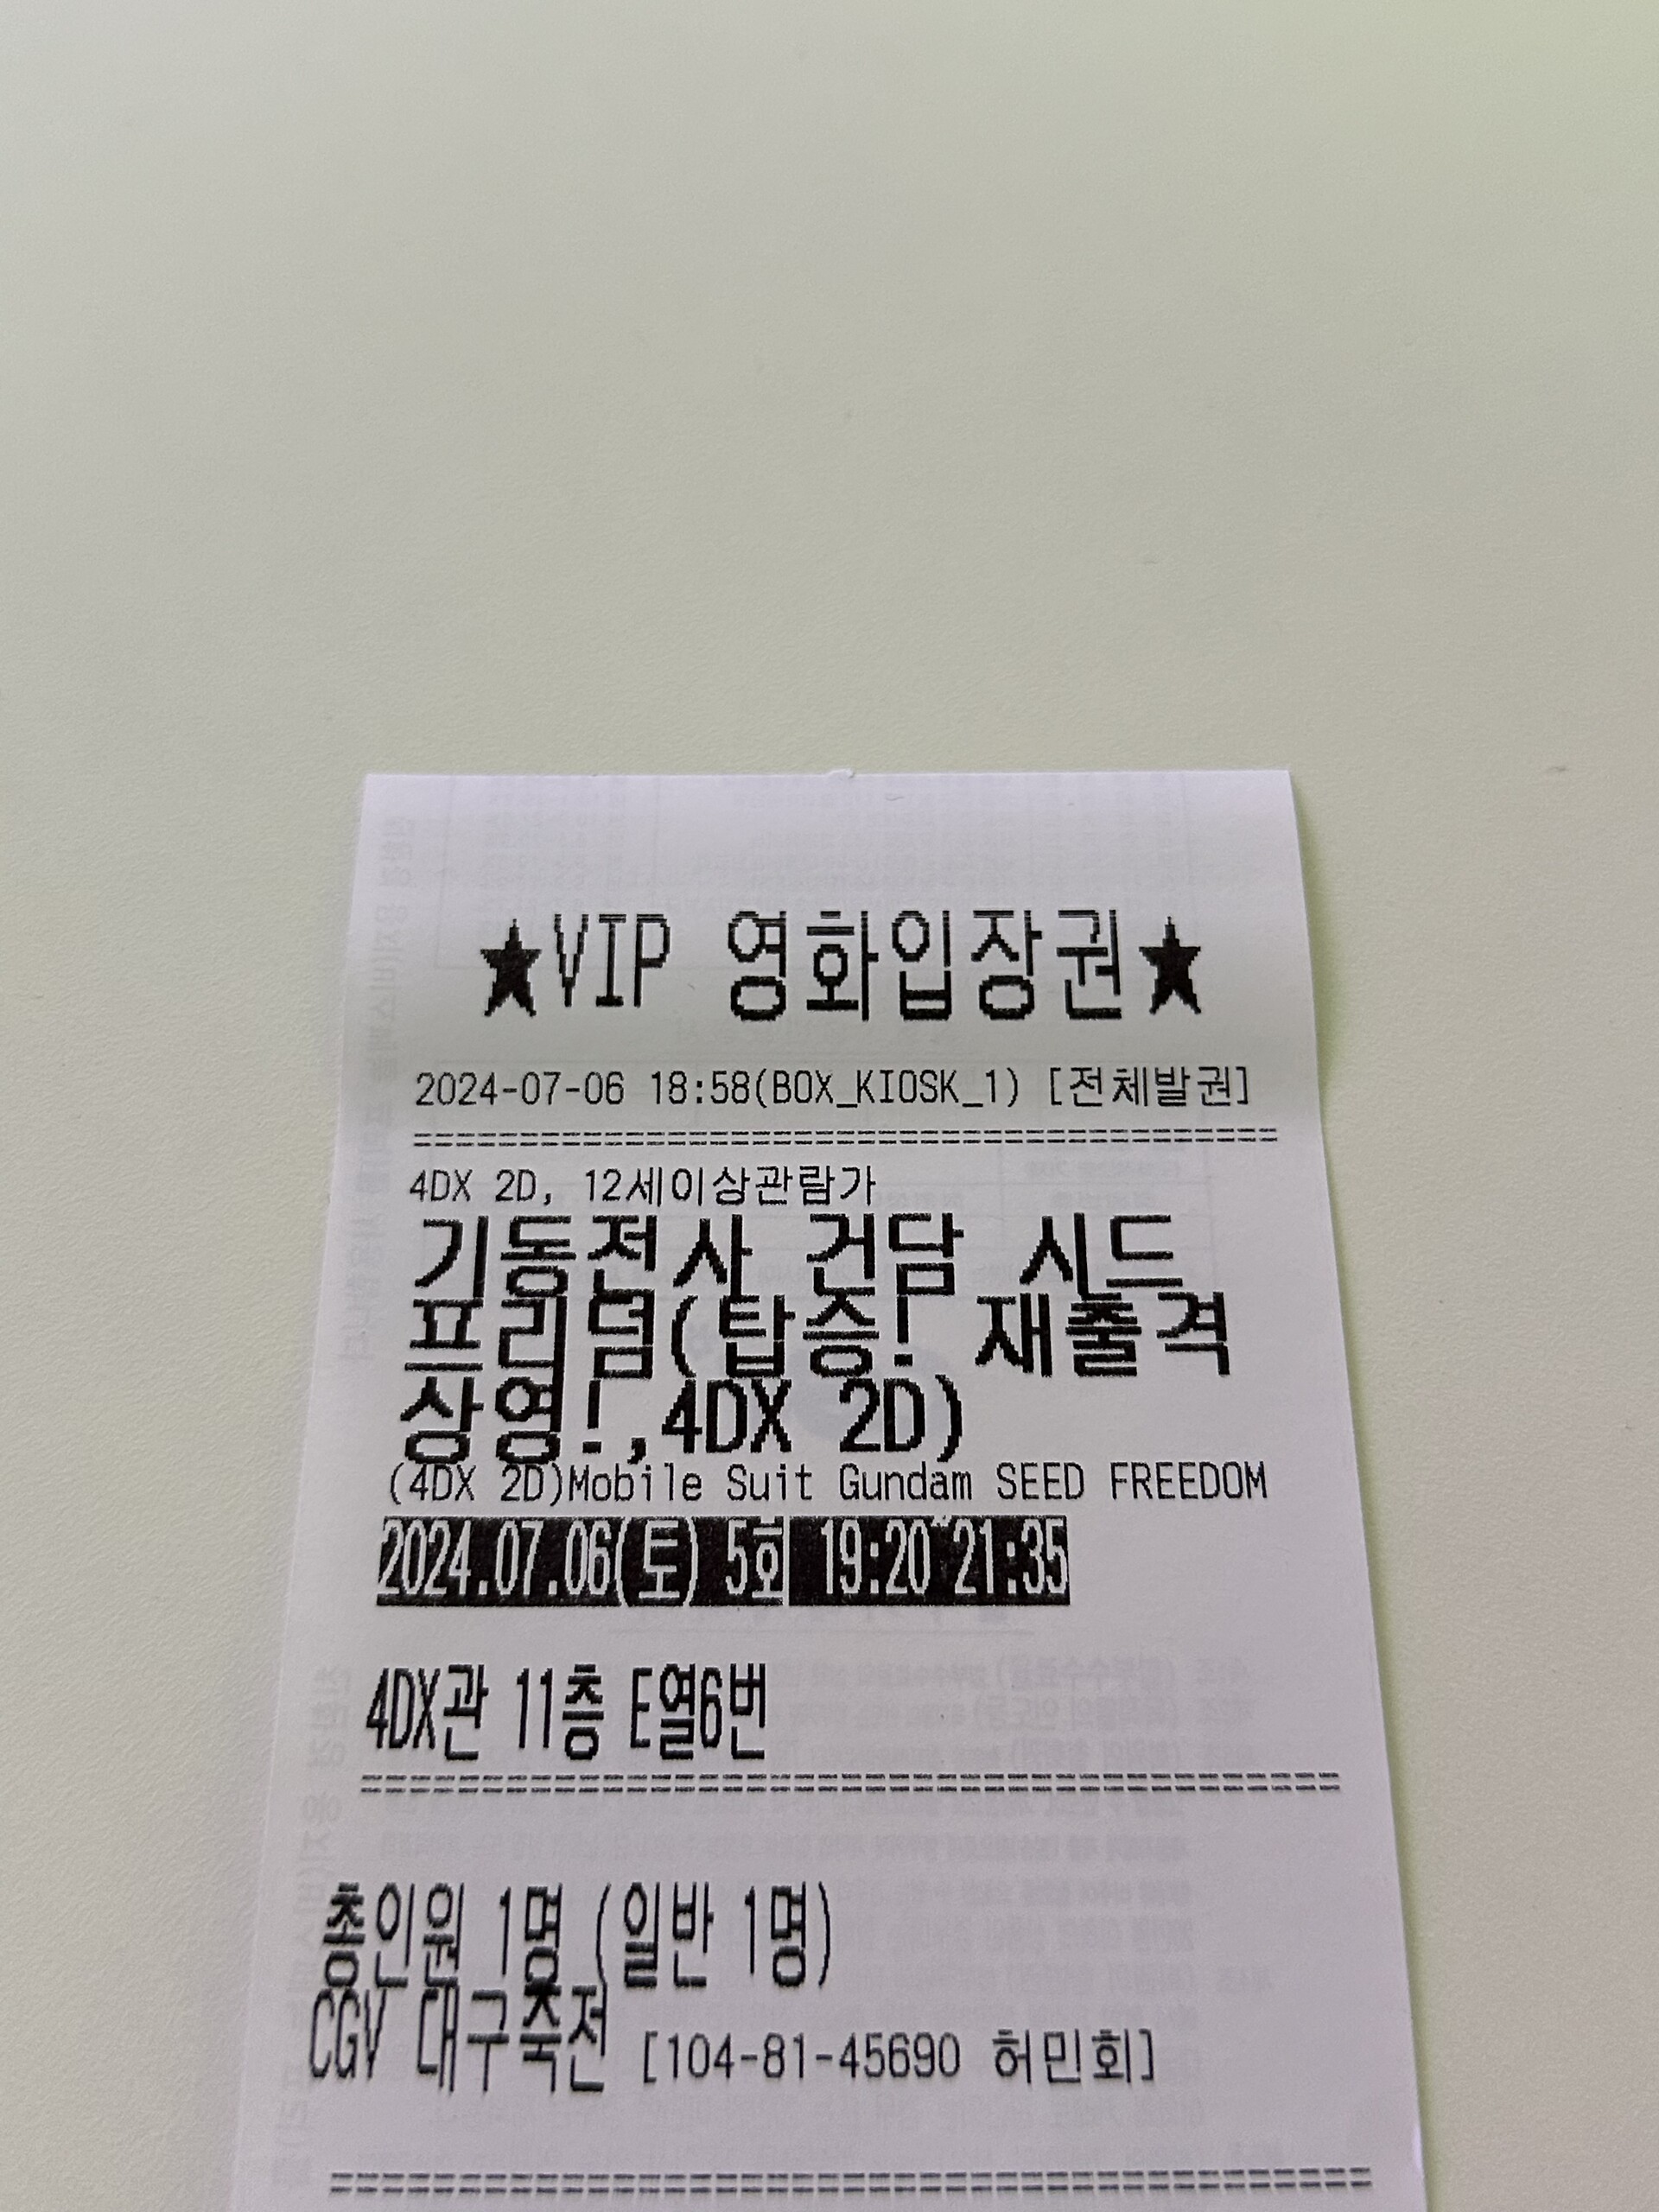 ★VIP 영화입장권★
2024-07-06 18:58(BOX_KIOSK_1) [전체발권]
========================================
4DX 2D, 12세이상관람가
기동전사 건담 시드
프리덤(탑승! 재출격
상영!,4DX 2D)
(4DX 2D)Mobile Suit Gundam SEED FREEDOM
2024.07.06(토) 5회 19:20~21:35
4DX관 11층 E열6번
========================================
총인원 1명 (일반 1명)
CGV 대구죽전 [104-81-45690 허민회]
========================================